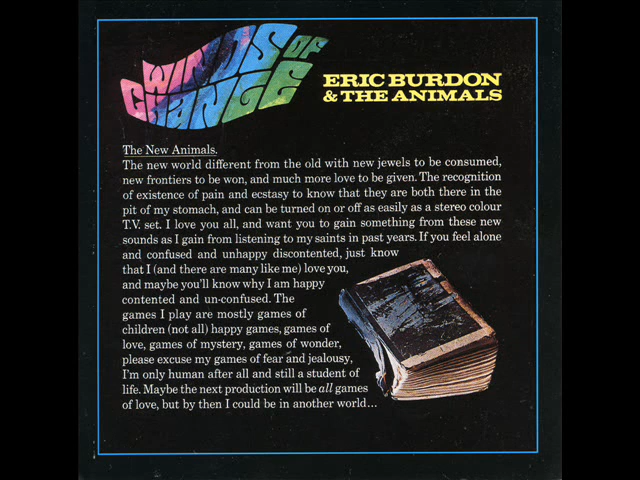 WINDS OF
CHANGE
ERIC BURDON
& THE ANIMALS
The New Animals.
The new world different from the old with new jewels to be consumed,
new frontiers to be won, and much more love to be given. The recognition
of existence of pain and ecstasy to know that they are both there in the
pit of my stomach, and can be turned on or off as easily as a stereo colour
T.V. set. I love you all, and want you to gain something from these new
sounds as I gain from listening to my saints in past years. If you feel alone
and confused and unhappy discontented, just know
that I (and there are many like me) love you,
and maybe you'll know why I am happy
contented and un-confused. The
games I play are mostly games of
children (not all) happy games, games of
love, games of mystery, games of wonder,
please excuse my games of fear and jealousy,
I'm only human after all and still a student of
life. Maybe the next production will be all games
of love, but by then I could be in another world...